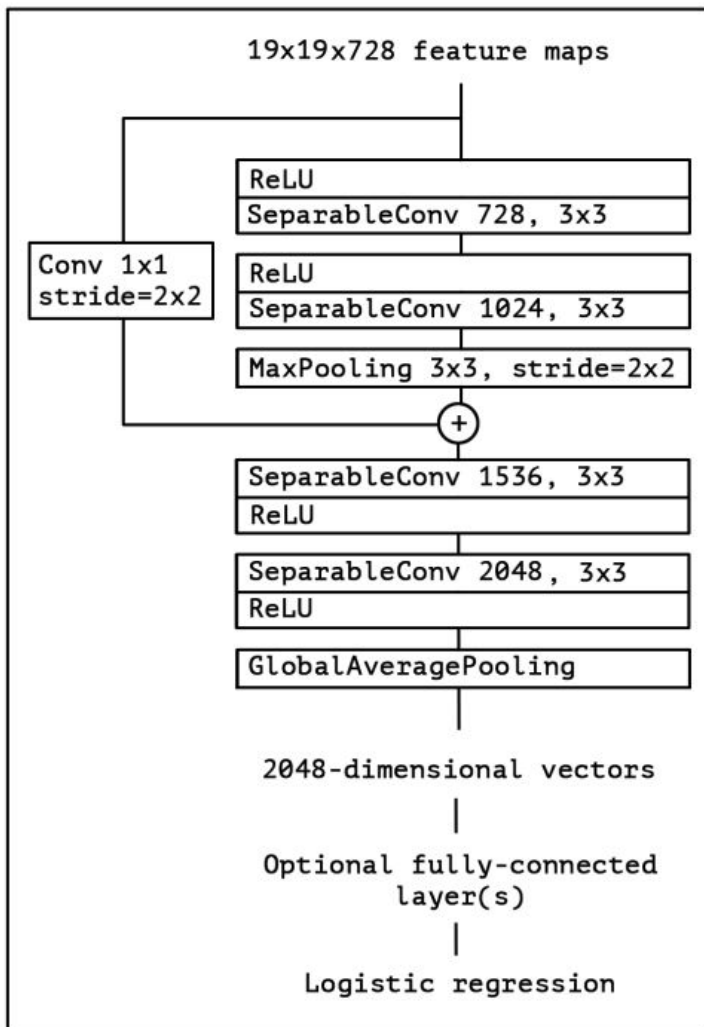 19x19x728 feature maps
ReLU
SeparableConv 728, 3x3
Conv 1x1
stride=2x2
ReLU
SeparableConv 1024, 3x3
MaxPooling 3x3, stride=2x2
+
SeparableConv 1536, 3x3
ReLU
SeparableConv 2048, 3x3
ReLU
GlobalAveragePooling
2048-dimensional vectors
Optional fully-connected
layer(s)
Logistic regression